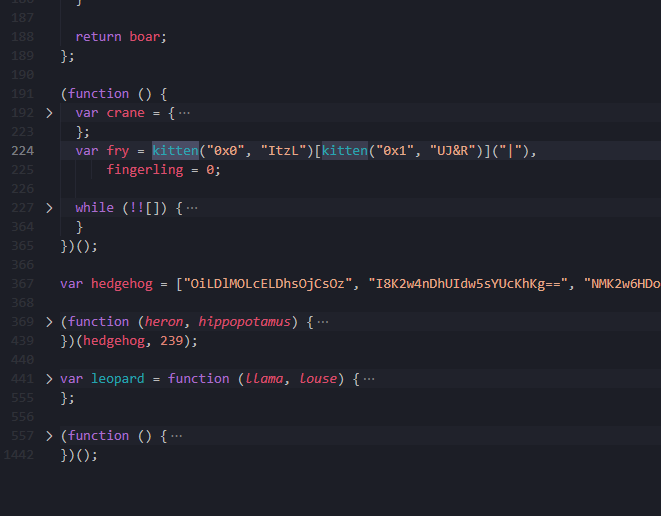 186 }
187
188 return boar;
189 };
190
191 (function () {
192 var crane = { ···
223 };
224 var fry = kitten("0x0", "ItzL")[kitten("0x1", "UJ&R")]("|"),
225 fingerling = 0;
226
227 while (!![]) { ···
364 }
365 })();
366
367 var hedgehog = ["OiLDlMOLcELDhsOjCsOz", "I8K2w4nDhUIdw5sYUcKhKg==", "NMK2w6HDo
368
369 (function (heron, hippopotamus) { ···
439 })(hedgehog, 239);
440
441 var leopard = function (llama, louse) { ···
555 };
556
557 (function () { ···
1442 })();